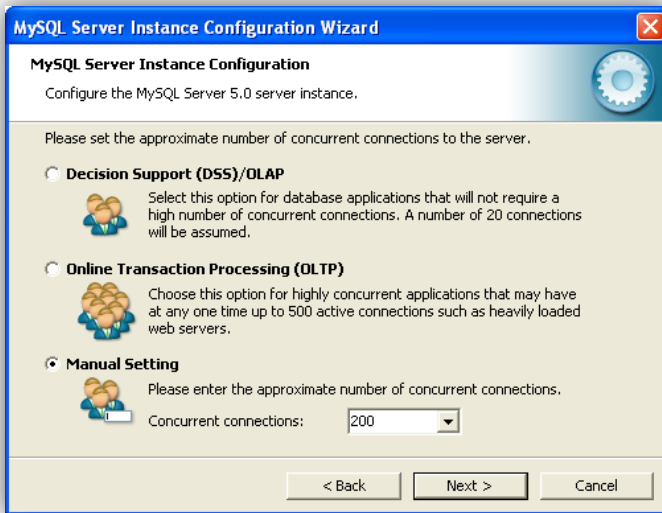 MySQL Server Instance Configuration Wizard
MySQL Server Instance Configuration
Configure the MySQL Server 5.0 server instance.
Please set the approximate number of concurrent connections to the server.
Decision Support (DSS)/OLAP
Select this option for database applications that will not require a
high number of concurrent connections. A number of 20 connections
will be assumed.
Online Transaction Processing (OLTP)
Choose this option for highly concurrent applications that may have
at any one time up to 500 active connections such as heavily loaded
web servers.
Manual Setting
Please enter the approximate number of concurrent connections.
Concurrent connections: 200
< Back Next > Cancel